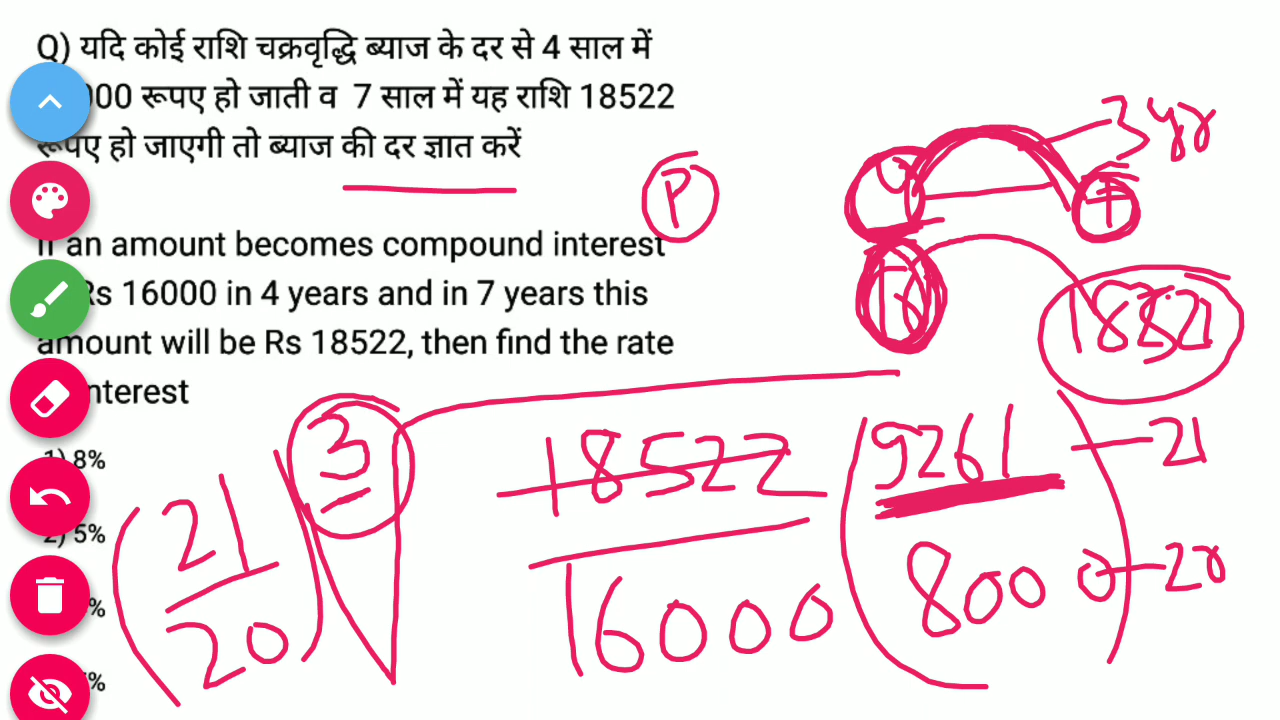 Q) यदि कोई राशि चक्रवृद्धि ब्याज के दर से 4 साल में
000 रूपए हो जाती व 7 साल में यह राशि 18522
रूपए हो जाएगी तो ब्याज की दर ज्ञात करें
3 yr
P
4
7
If an amount becomes compound interest
Rs 16000 in 4 years and in 7 years this
18522
amount will be Rs 18522, then find the rate
interest
3
18522
9261
21
1) 8%
21
2) 5%
20
16000
8000
20
%
%